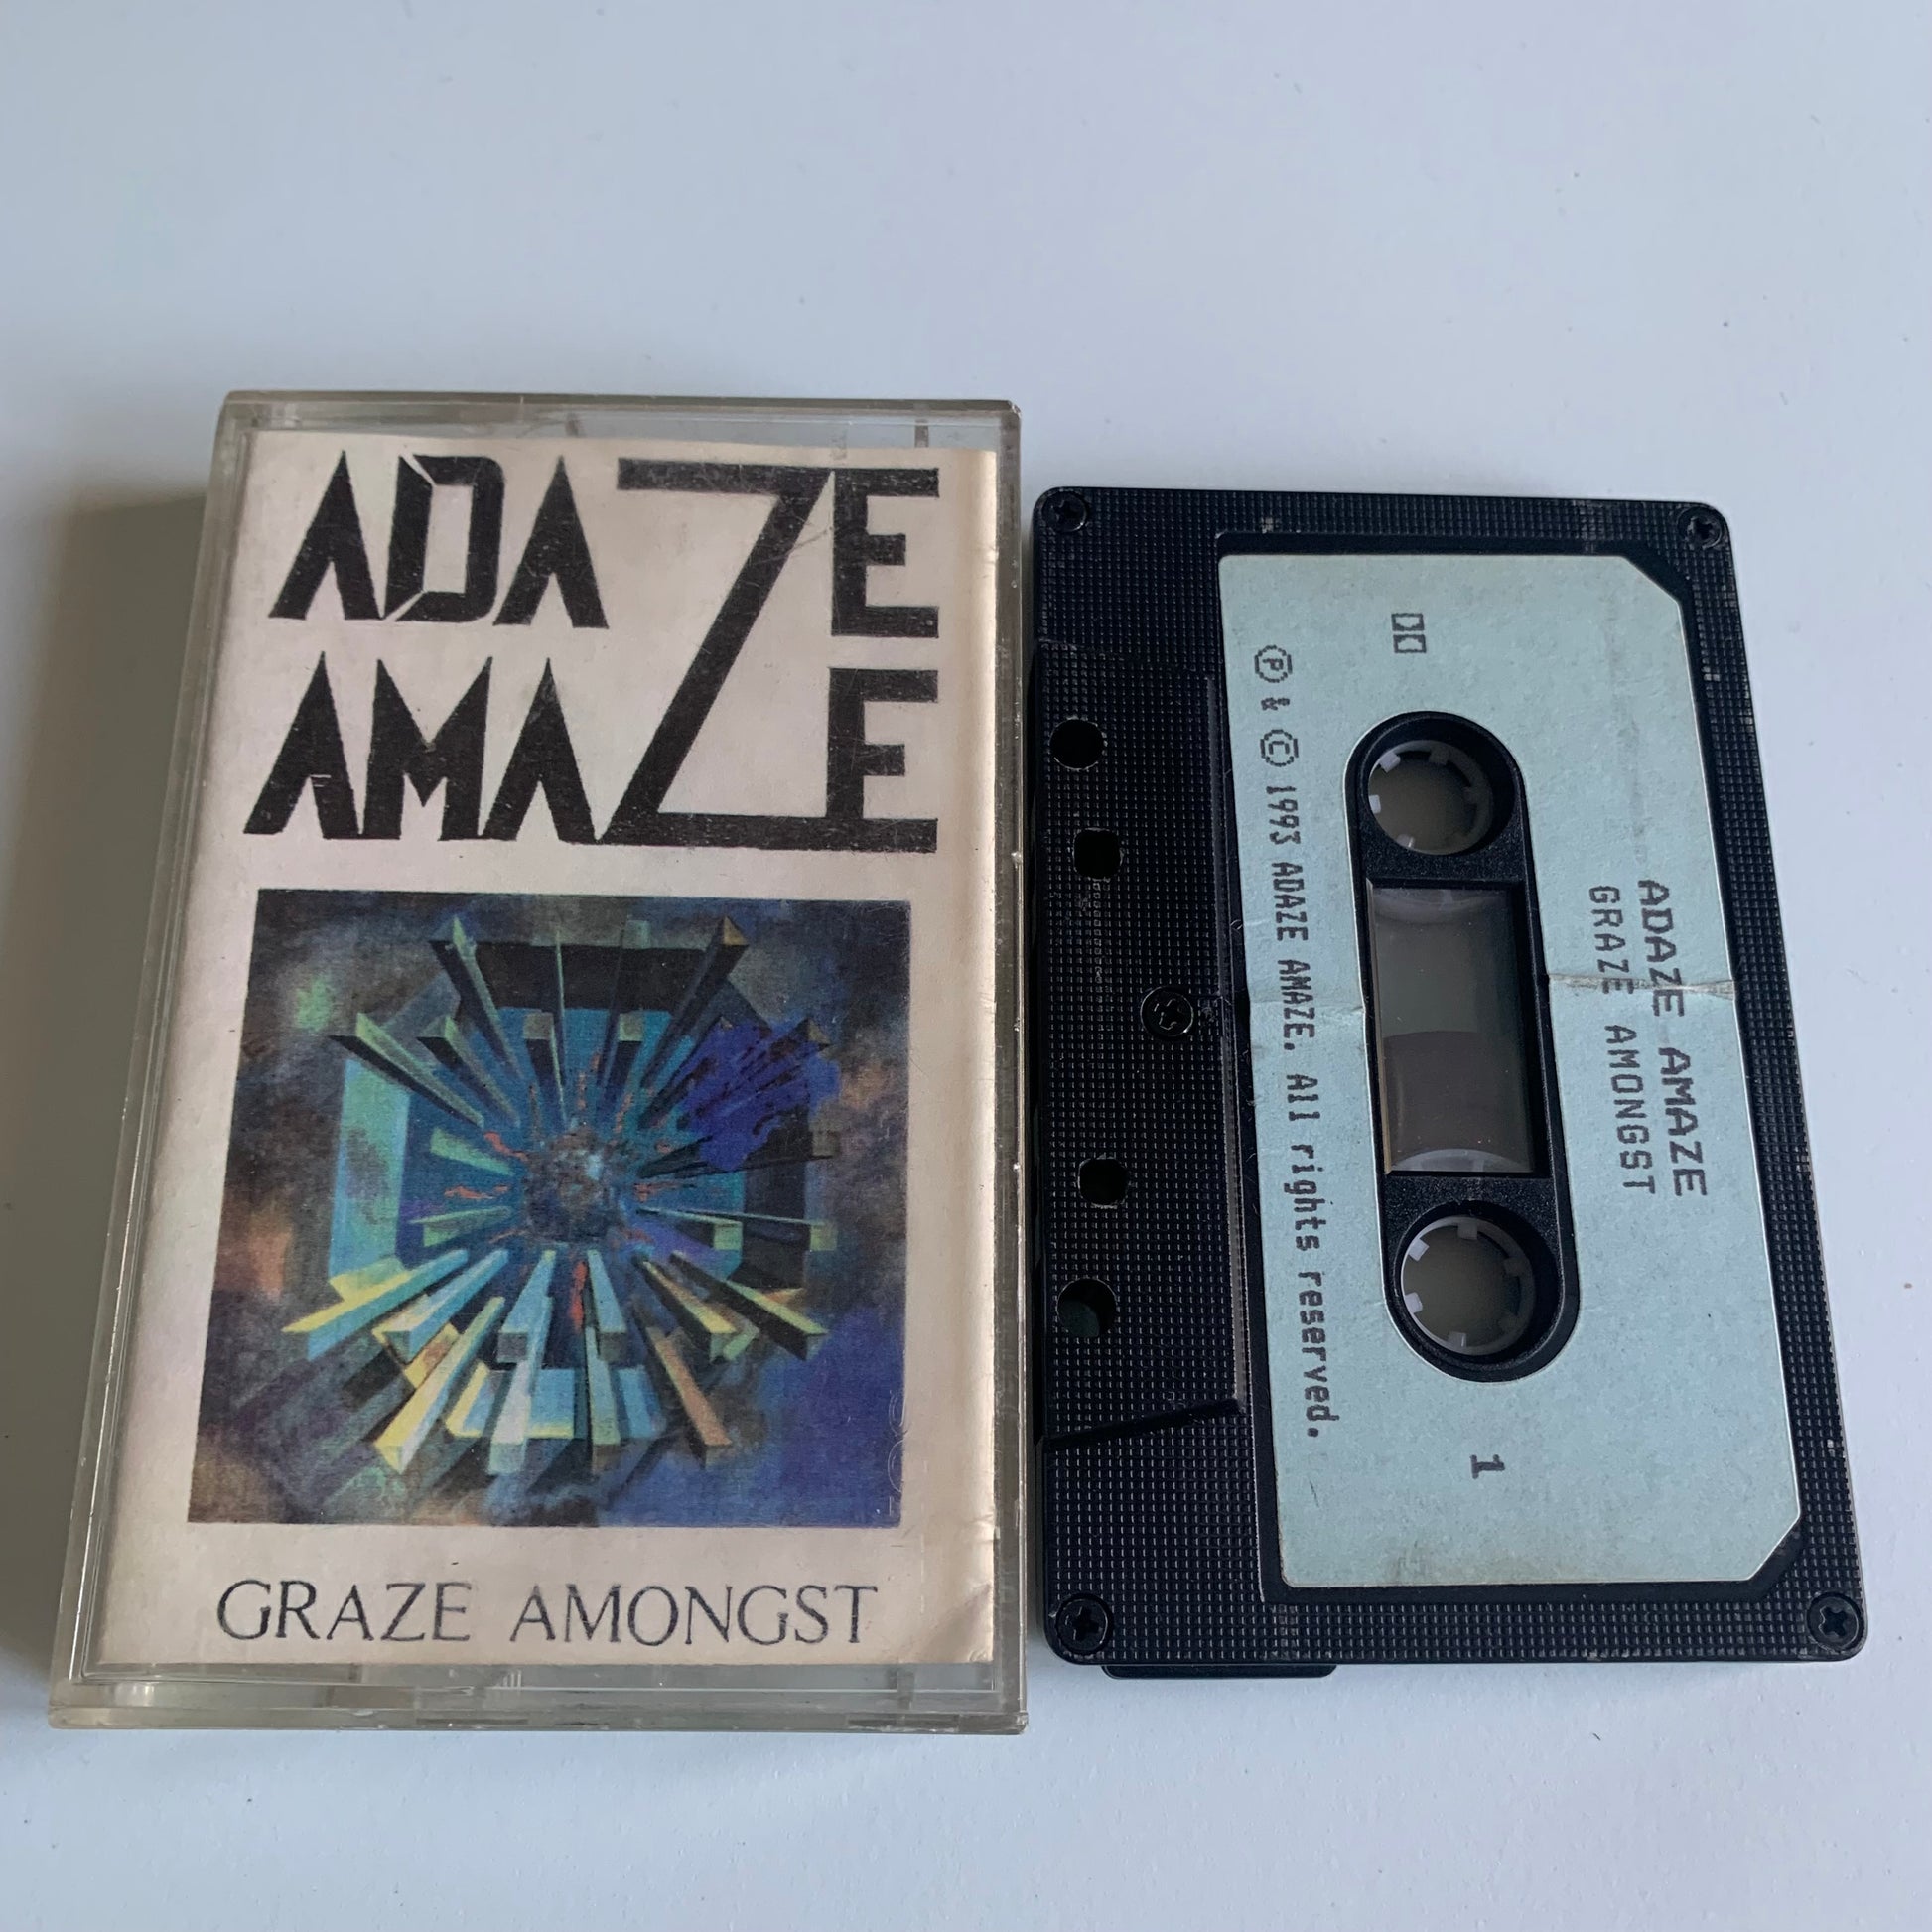 ADAZE
AMAZE
GRAZE AMONGST
ADAZE AMAZE
GRAZE AMONGST
1
Ⓟ & © 1993 ADAZE AMAZE. All rights reserved.